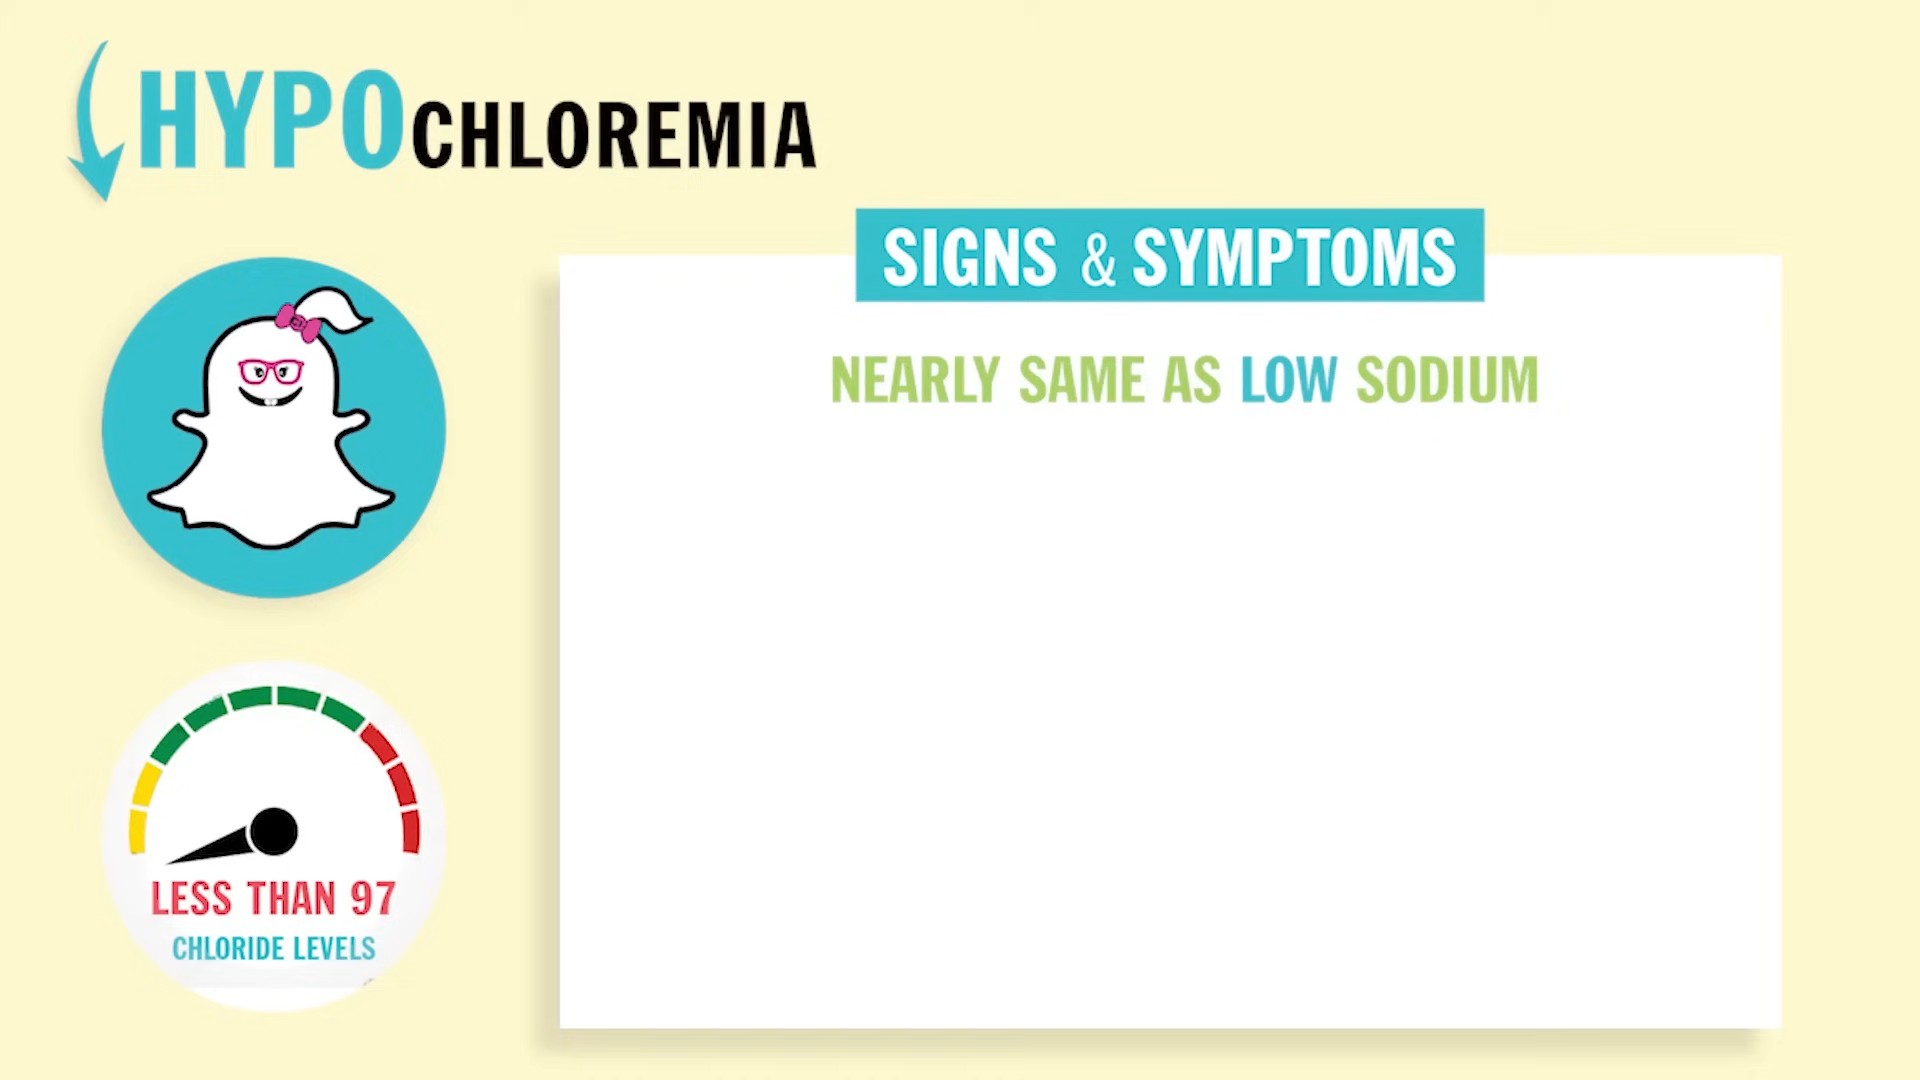 HYPOCHLOREMIA
SIGNS & SYMPTOMS
NEARLY SAME AS LOW SODIUM
LESS THAN 97
CHLORIDE LEVELS